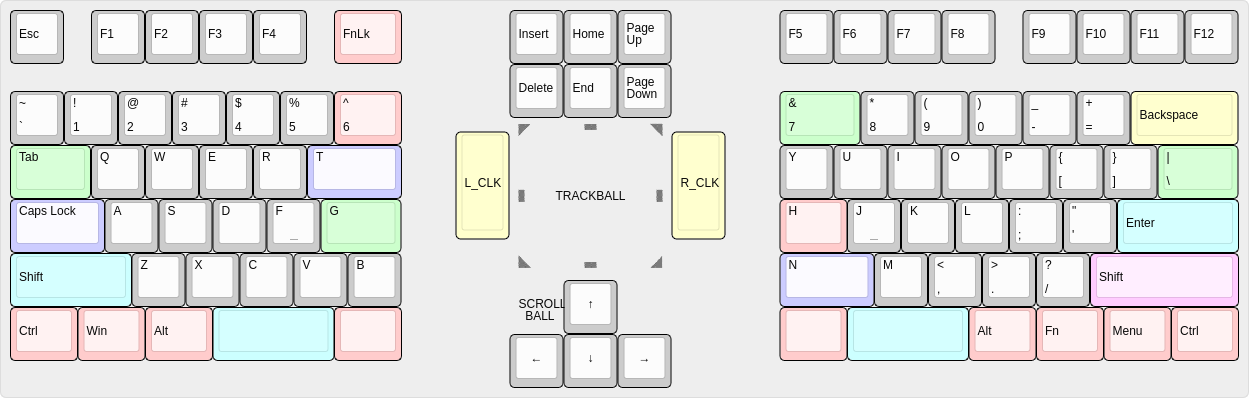 Esc F1 F2 F3 F4 FnLk Insert Home Page Up F5 F6 F7 F8 F9 F10 F11 F12
Delete End Page Down
~ ! @ # $ % ^ & * ( ) _ + Backspace
` 1 2 3 4 5 6 7 8 9 0 - =
Tab Q W E R T Y U I O P { } |
[ ] \
L_CLK TRACKBALL R_CLK
Caps Lock A S D F G H J K L : " Enter
_ _ ; '
Shift Z X C V B N M < > ? Shift
, . /
SCROLL BALL ↑
Ctrl Win Alt Alt Fn Menu Ctrl
← ↓ →